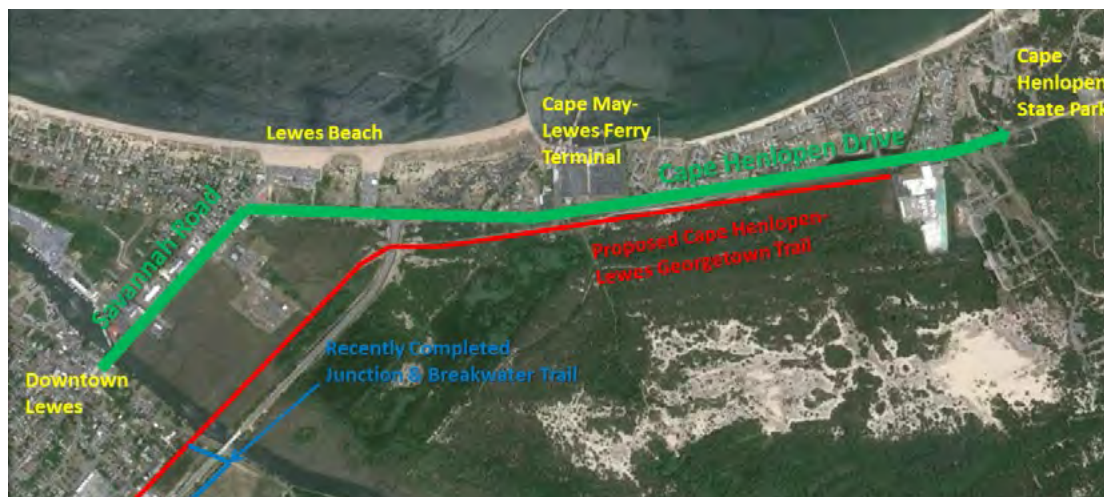 Cape
Henlopen
State Park
Cape May-
Lewes Ferry
Terminal
Lewes Beach
Cape Henlopen Drive
Savannah Road
Proposed Cape Henlopen-
Lewes Georgetown Trail
Recently Completed
Junction & Breakwater Trail
Downtown
Lewes